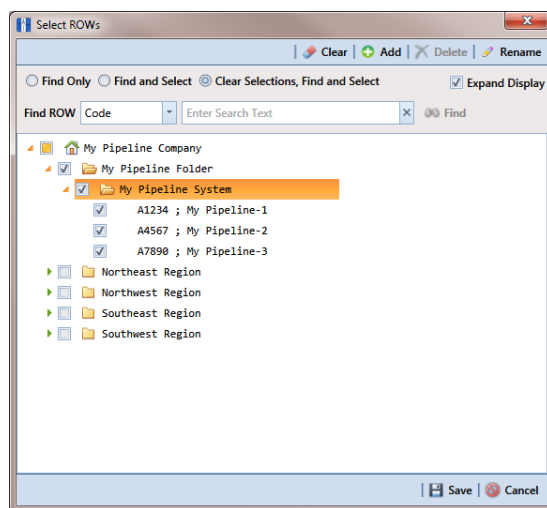 Select ROWs
Clear Add Delete Rename
Find Only Find and Select Clear Selections, Find and Select Expand Display
Find ROW Code Enter Search Text Find
My Pipeline Company
My Pipeline Folder
My Pipeline System
A1234 ; My Pipeline-1
A4567 ; My Pipeline-2
A7890 ; My Pipeline-3
Northeast Region
Northwest Region
Southeast Region
Southwest Region
Save Cancel